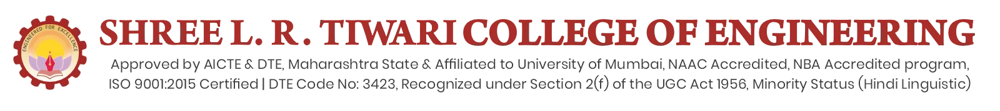 ENGINEERED FOR EXCELLENCE
SHREE L. R. TIWARI COLLEGE OF ENGINEERING
Approved by AICTE & DTE, Maharashtra State & Affiliated to University of Mumbai, NAAC Accredited, NBA Accredited program,
ISO 9001:2015 Certified | DTE Code No: 3423, Recognized under Section 2(f) of the UGC Act 1956, Minority Status (Hindi Linguistic)